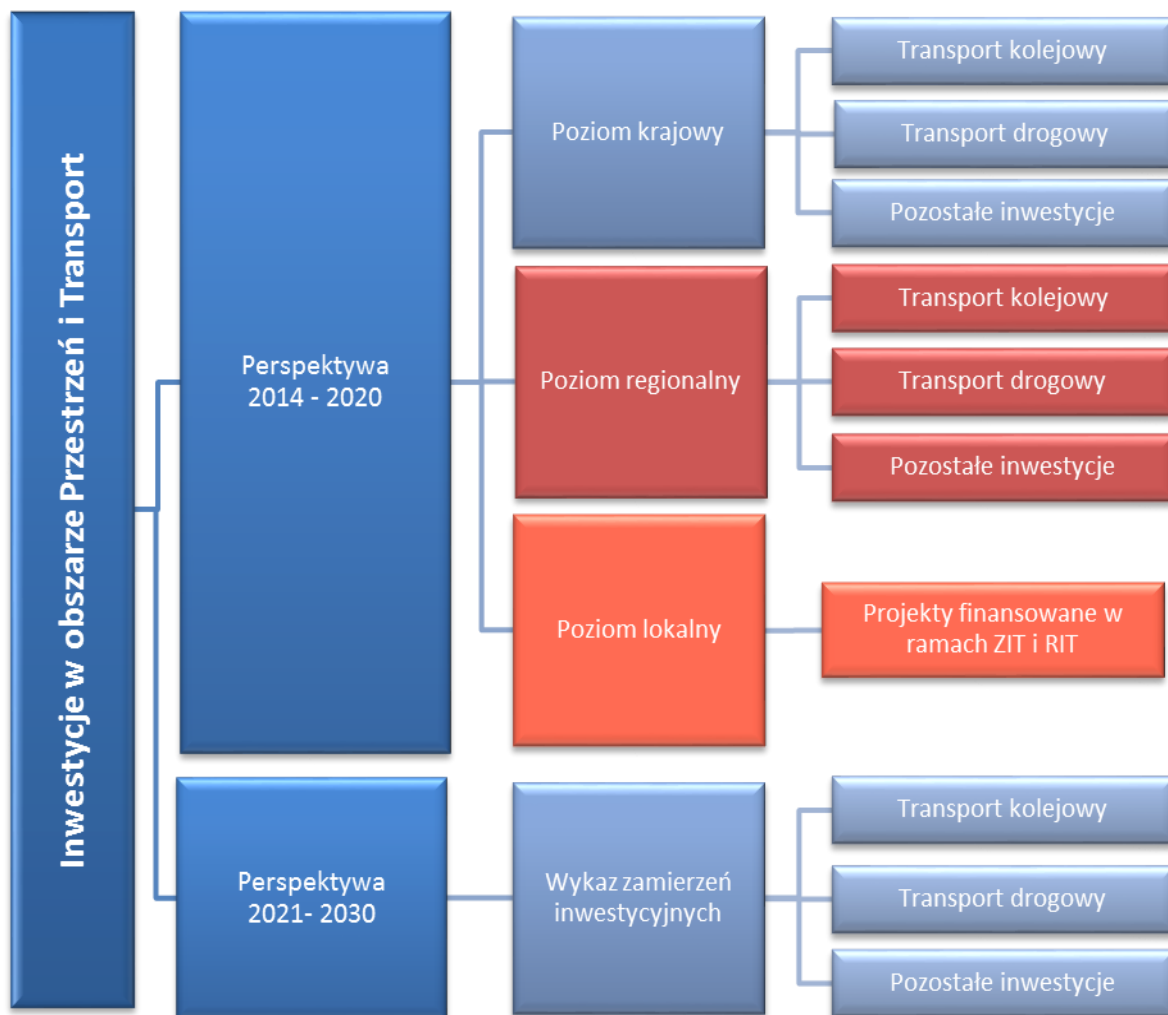 Inwestycje w obszarze Przestrzeń i Transport
Perspektywa
2014 - 2020
Poziom krajowy
Transport kolejowy
Transport drogowy
Pozostałe inwestycje
Poziom regionalny
Transport kolejowy
Transport drogowy
Pozostałe inwestycje
Poziom lokalny
Projekty finansowane w
ramach ZIT i RIT
Perspektywa
2021- 2030
Wykaz zamierzeń
inwestycyjnych
Transport kolejowy
Transport drogowy
Pozostałe inwestycje